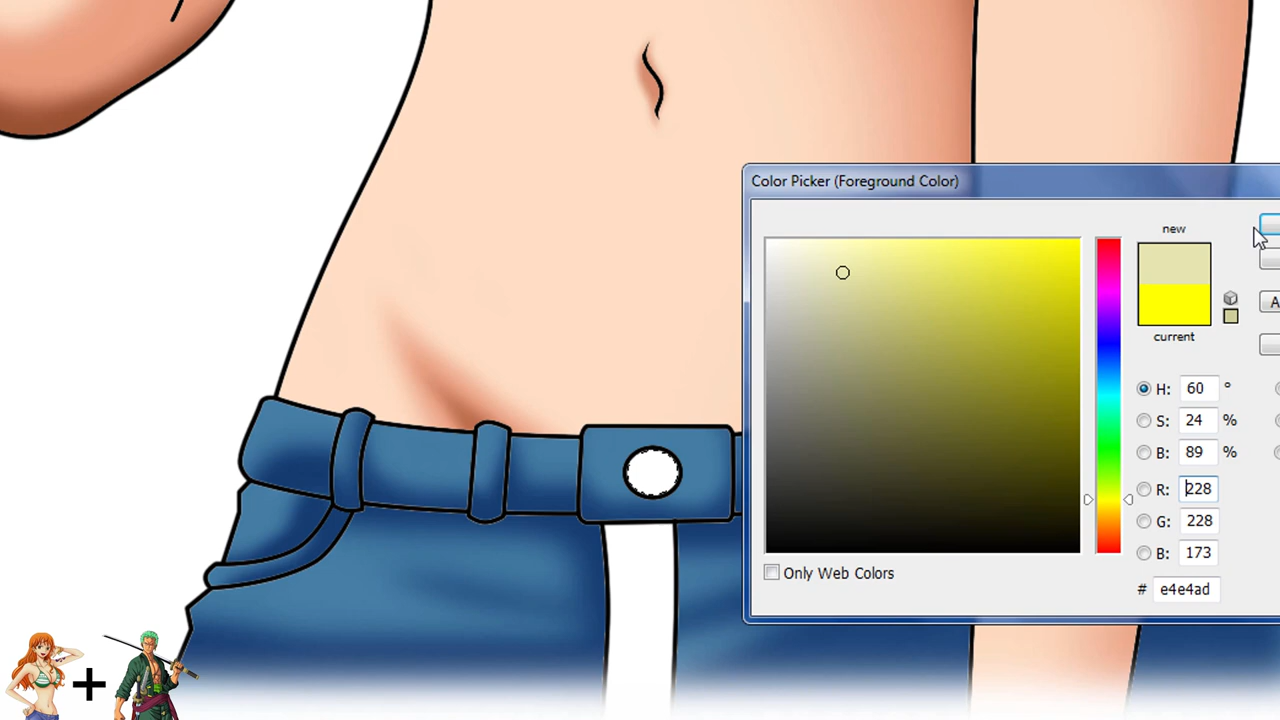 Color Picker (Foreground Color)
new
current
A
H: 60 °
S: 24 %
B: 89 %
R: 228
G: 228
B: 173
# e4e4ad
Only Web Colors
+